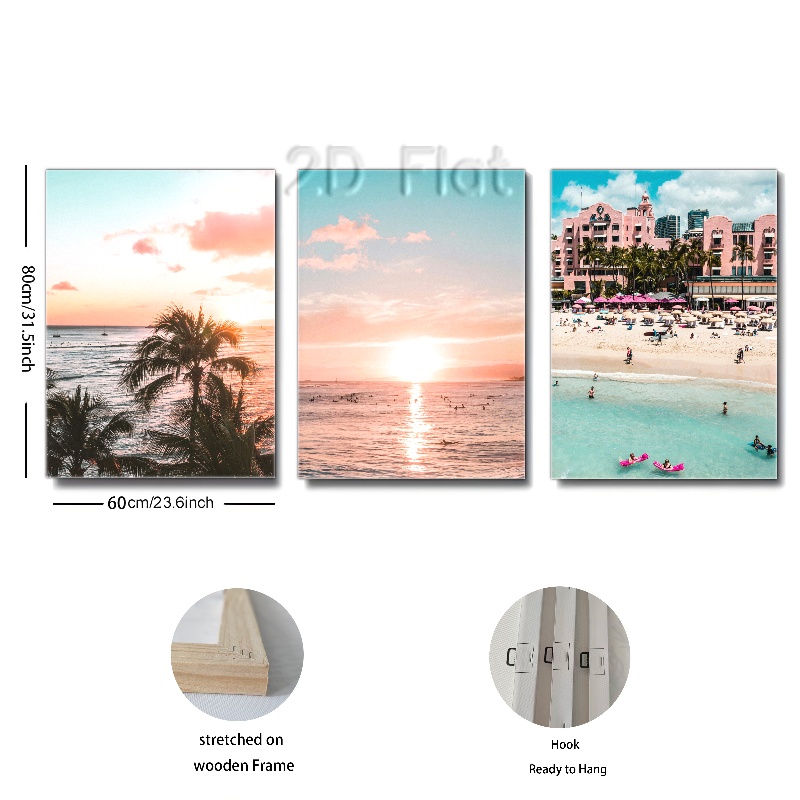 2D Flat
80cm/31.5inch
60cm/23.6inch
stretched on
wooden Frame
Hook
Ready to Hang